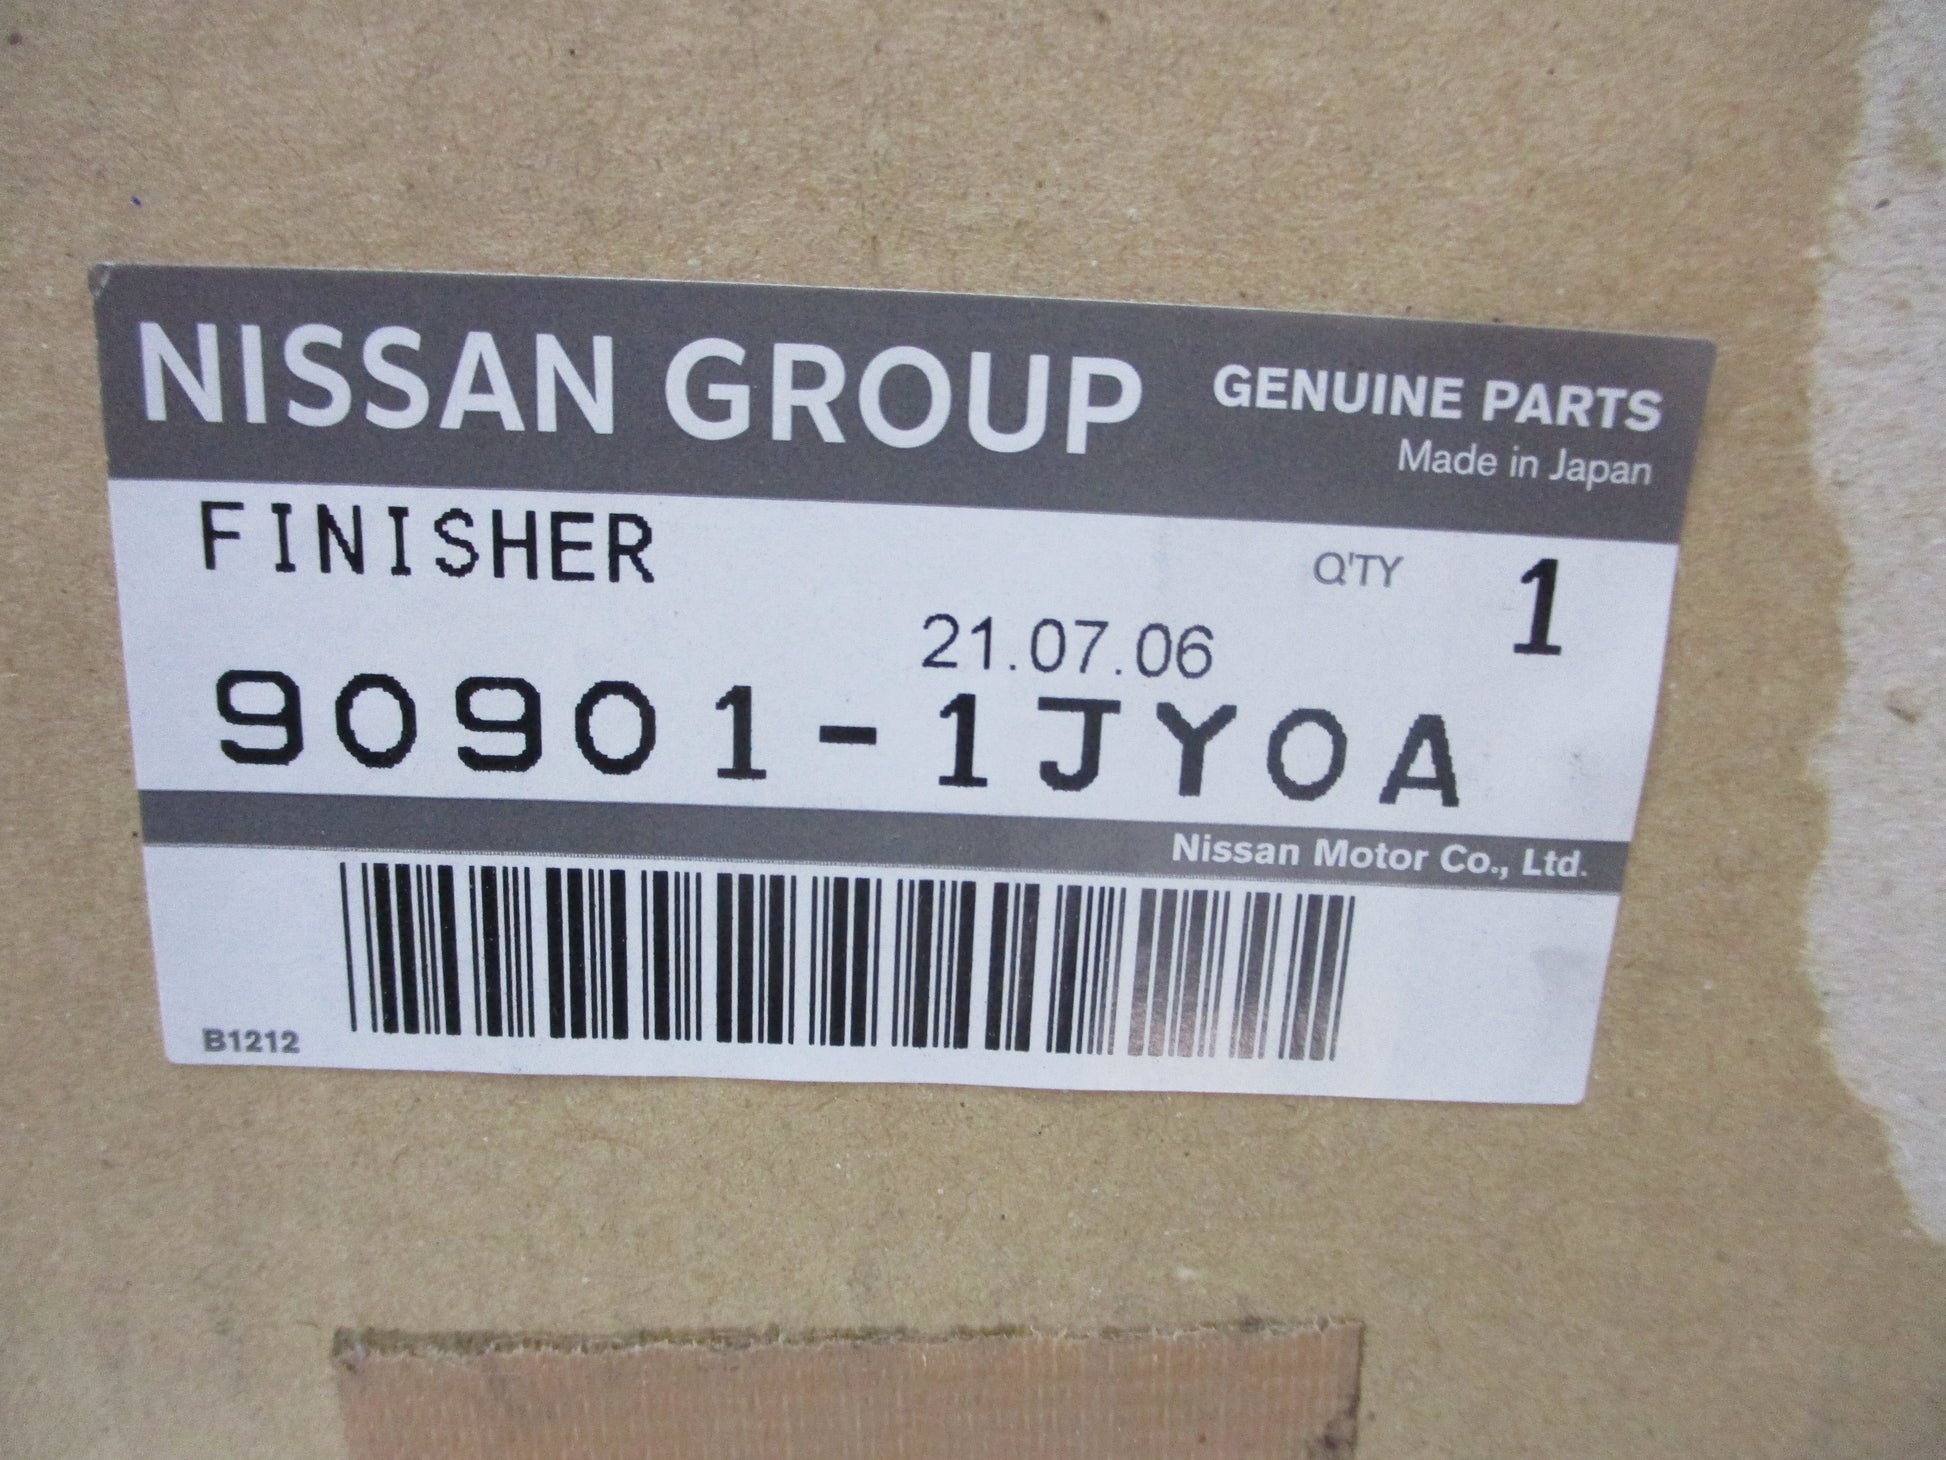 NISSAN GROUP GENUINE PARTS
Made in Japan
FINISHER Q'TY 1
21.07.06
90901-1JY0A
Nissan Motor Co., Ltd.
B1212